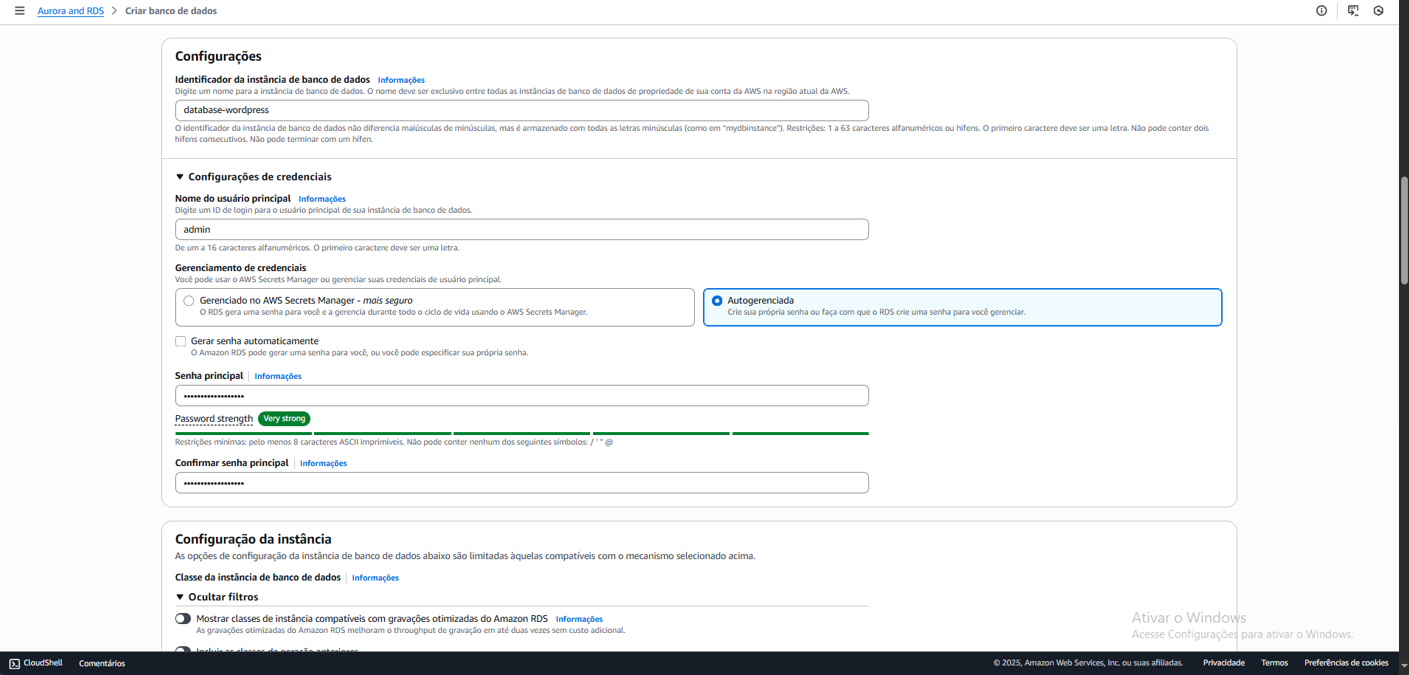 Aurora and RDS > Criar banco de dados
Configurações
Identificador da instância de banco de dados Informações
Digite um nome para a instância de banco de dados. O nome deve ser exclusivo entre todas as instâncias de banco de dados de propriedade de sua conta da AWS na região atual da AWS.
database-wordpress
O identificador da instância de banco de dados não diferencia maiúsculas de minúsculas, mas é armazenado com todas as letras minúsculas (como em "mydbinstance"). Restrições: 1 a 63 caracteres alfanuméricos ou hifens. O primeiro caractere deve ser uma letra. Não pode conter dois
hifens consecutivos. Não pode terminar com um hífen.
Configurações de credenciais
Nome do usuário principal Informações
Digite um ID de login para o usuário principal de sua instância de banco de dados.
admin
De um a 16 caracteres alfanuméricos. O primeiro caractere deve ser uma letra.
Gerenciamento de credenciais
Você pode usar o AWS Secrets Manager ou gerenciar suas credenciais de usuário principal.
Gerenciado no AWS Secrets Manager - mais seguro
O RDS gera uma senha para você e a gerencia durante todo o ciclo de vida usando o AWS Secrets Manager.
Autogerenciada
Crie sua própria senha ou faça com que o RDS crie uma senha para você gerenciar.
Gerar senha automaticamente
O Amazon RDS pode gerar uma senha para você, ou você pode especificar sua própria senha.
Senha principal Informações
••••••••••••••••••
Password strength Very strong
Restrições mínimas: pelo menos 8 caracteres ASCII imprimíveis. Não pode conter nenhum dos seguintes símbolos: / ' " @
Confirmar senha principal Informações
••••••••••••••••••
Configuração da instância
As opções de configuração da instância de banco de dados abaixo são limitadas àquelas compatíveis com o mecanismo selecionado acima.
Classe da instância de banco de dados Informações
Ocultar filtros
Mostrar classes de instância compatíveis com gravações otimizadas do Amazon RDS Informações
As gravações otimizadas do Amazon RDS melhoram o throughput de gravação em até duas vezes sem custo adicional.
Incluir as classes de geração anteriores
Ativar o Windows
Acesse Configurações para ativar o Windows.
CloudShell Comentários © 2025, Amazon Web Services, Inc. ou suas afiliadas. Privacidade Termos Preferências de cookies